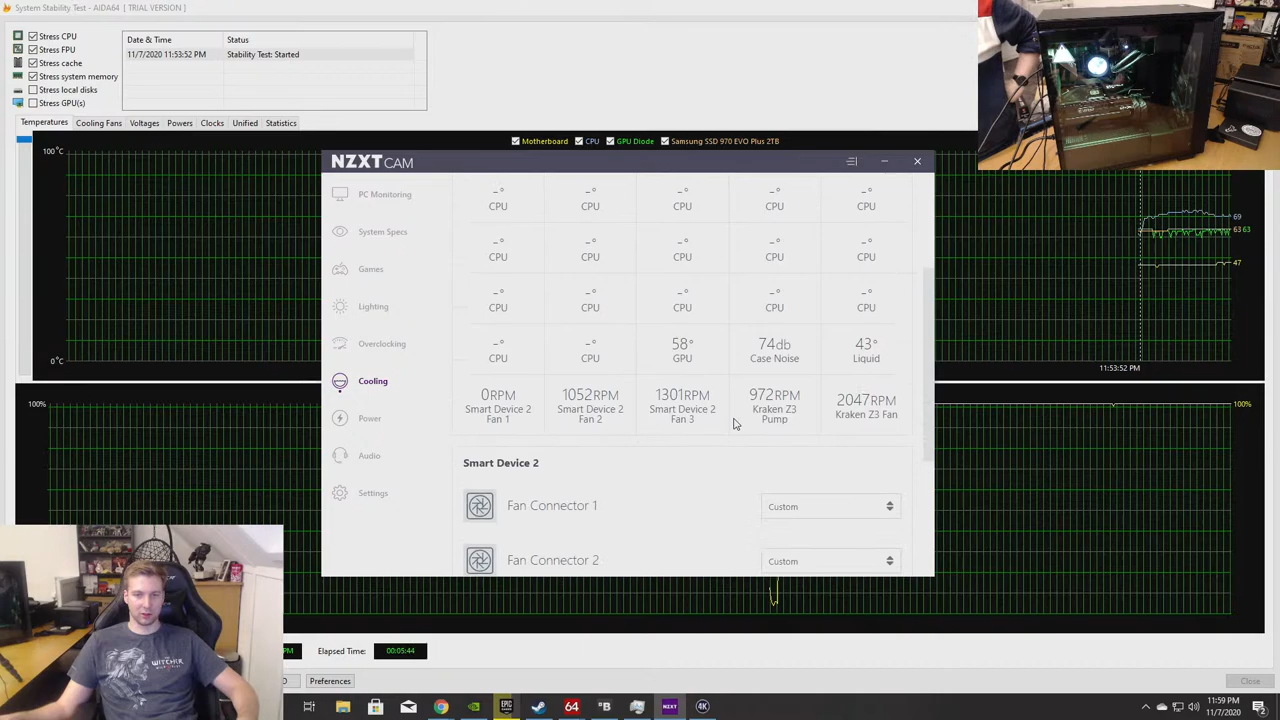 System Stability Test - AIDA64 [ TRIAL VERSION ]
Stress CPU
Stress FPU
Stress cache
Stress system memory
Stress local disks
Stress GPU(s)
Date & Time Status
11/7/2020 11:53:52 PM Stability Test: Started
Temperatures Cooling Fans Voltages Powers Clocks Unified Statistics
Motherboard CPU GPU Diode Samsung SSD 970 EVO Plus 2TB
100°C
0°C
69
63 63
47
11:53:52 PM
NZXT CAM
PC Monitoring
System Specs
Games
Lighting
Overclocking
Cooling
Power
Audio
Settings
-° -° -° -° -°
CPU CPU CPU CPU CPU
-° -° -° -° -°
CPU CPU CPU CPU CPU
-° -° -° -° -°
CPU CPU CPU CPU CPU
-° -° 58° 74db 43°
CPU CPU GPU Case Noise Liquid
0RPM 1052RPM 1301RPM 972RPM 2047RPM
Smart Device 2 Smart Device 2 Smart Device 2 Kraken Z3 Kraken Z3 Fan
Fan 1 Fan 2 Fan 3 Pump
Smart Device 2
Fan Connector 1 Custom
Fan Connector 2 Custom
100% 100%
WITCHER
PM Elapsed Time: 00:05:44
Preferences Close
NZXT 64 B 4K
11:59 PM
11/7/2020
2